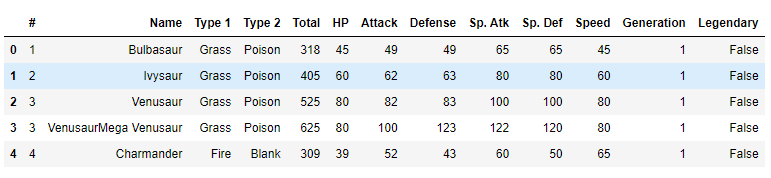 # Name Type 1 Type 2 Total HP Attack Defense Sp. Atk Sp. Def Speed Generation Legendary
0 1 Bulbasaur Grass Poison 318 45 49 49 65 65 45 1 False
1 2 Ivysaur Grass Poison 405 60 62 63 80 80 60 1 False
2 3 Venusaur Grass Poison 525 80 82 83 100 100 80 1 False
3 3 VenusaurMega Venusaur Grass Poison 625 80 100 123 122 120 80 1 False
4 4 Charmander Fire Blank 309 39 52 43 60 50 65 1 False